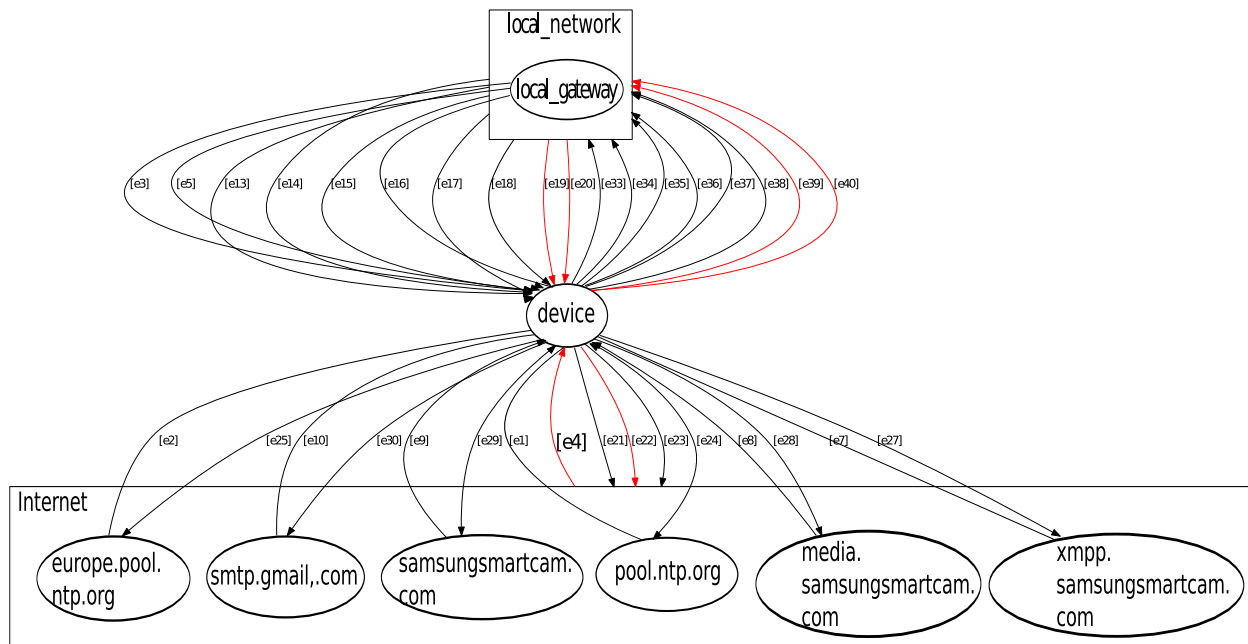 local_network
local_gateway
[e3]
[e5]
[e13]
[e14]
[e15]
[e16]
[e17]
[e18]
[e19]
[e20]
[e33]
[e34]
[e35]
[e36]
[e37]
[e38]
[e39]
[e40]
device
[e2]
[e25]
[e10]
[e30]
[e9]
[e29]
[e1]
[e4]
[e21]
[e22]
[e23]
[e24]
[e8]
[e28]
[e7]
[e27]
Internet
europe.pool.
ntp.org
smtp.gmail,.com
samsungsmartcam.
com
pool.ntp.org
media.
samsungsmartcam.
com
xmpp.
samsungsmartcam.
com